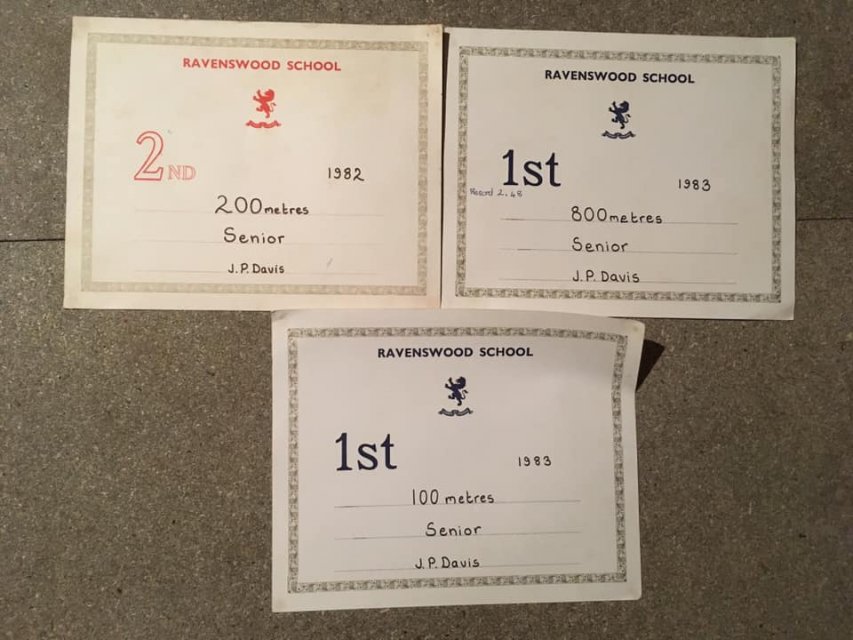 RAVENSWOOD SCHOOL
2ND
1982
200metres
Senior
J.P.Davis
RAVENSWOOD SCHOOL
1st
Record 2.48
1983
800metres
Senior
J.P.Davis
RAVENSWOOD SCHOOL
1st
1983
100 metres
Senior
J.P.Davis